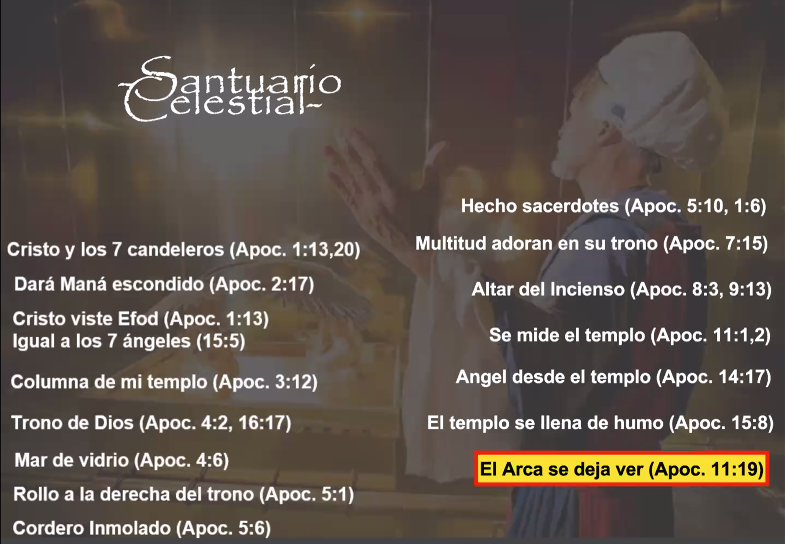 Santuario
Celestial
Cristo y los 7 candeleros (Apoc. 1:13,20)
Dará Maná escondido (Apoc. 2:17)
Cristo viste Efod (Apoc. 1:13)
Igual a los 7 ángeles (15:5)
Columna de mi templo (Apoc. 3:12)
Trono de Dios (Apoc. 4:2, 16:17)
Mar de vidrio (Apoc. 4:6)
Rollo a la derecha del trono (Apoc. 5:1)
Cordero Inmolado (Apoc. 5:6)
Hecho sacerdotes (Apoc. 5:10, 1:6)
Multitud adoran en su trono (Apoc. 7:15)
Altar del Incienso (Apoc. 8:3, 9:13)
Se mide el templo (Apoc. 11:1,2)
Angel desde el templo (Apoc. 14:17)
El templo se llena de humo (Apoc. 15:8)
El Arca se deja ver (Apoc. 11:19)